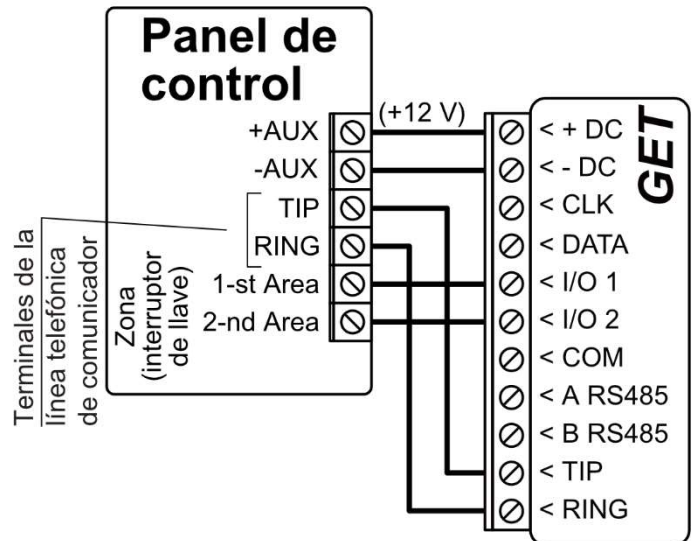 Panel de
control
+AUX
-AUX
TIP
RING
1-st Area
2-nd Area
Zona
(interruptor
de llave)
Terminales de la
línea telefónica
de comunicador
(+12 V)
GET
< + DC
< - DC
< CLK
< DATA
< I/O 1
< I/O 2
< COM
< A RS485
< B RS485
< TIP
< RING